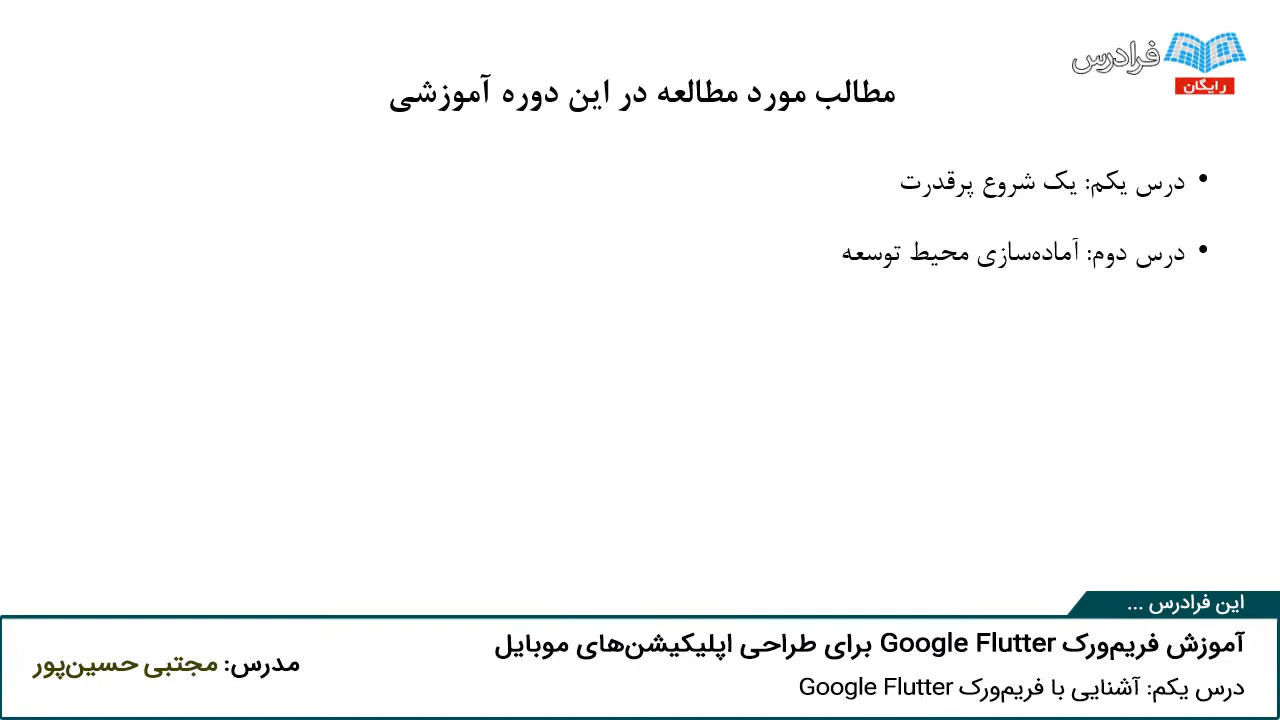 فرادرس
رایگان
مطالب مورد مطالعه در این دوره آموزشی
• درس یکم: یک شروع پرقدرت
• درس دوم: آماده‌سازی محیط توسعه
این فرادرس ...
آموزش فریم‌ورک Google Flutter برای طراحی اپلیکیشن‌های موبایل
مدرس: مجتبی حسین‌پور
درس یکم: آشنایی با فریم‌ورک Google Flutter